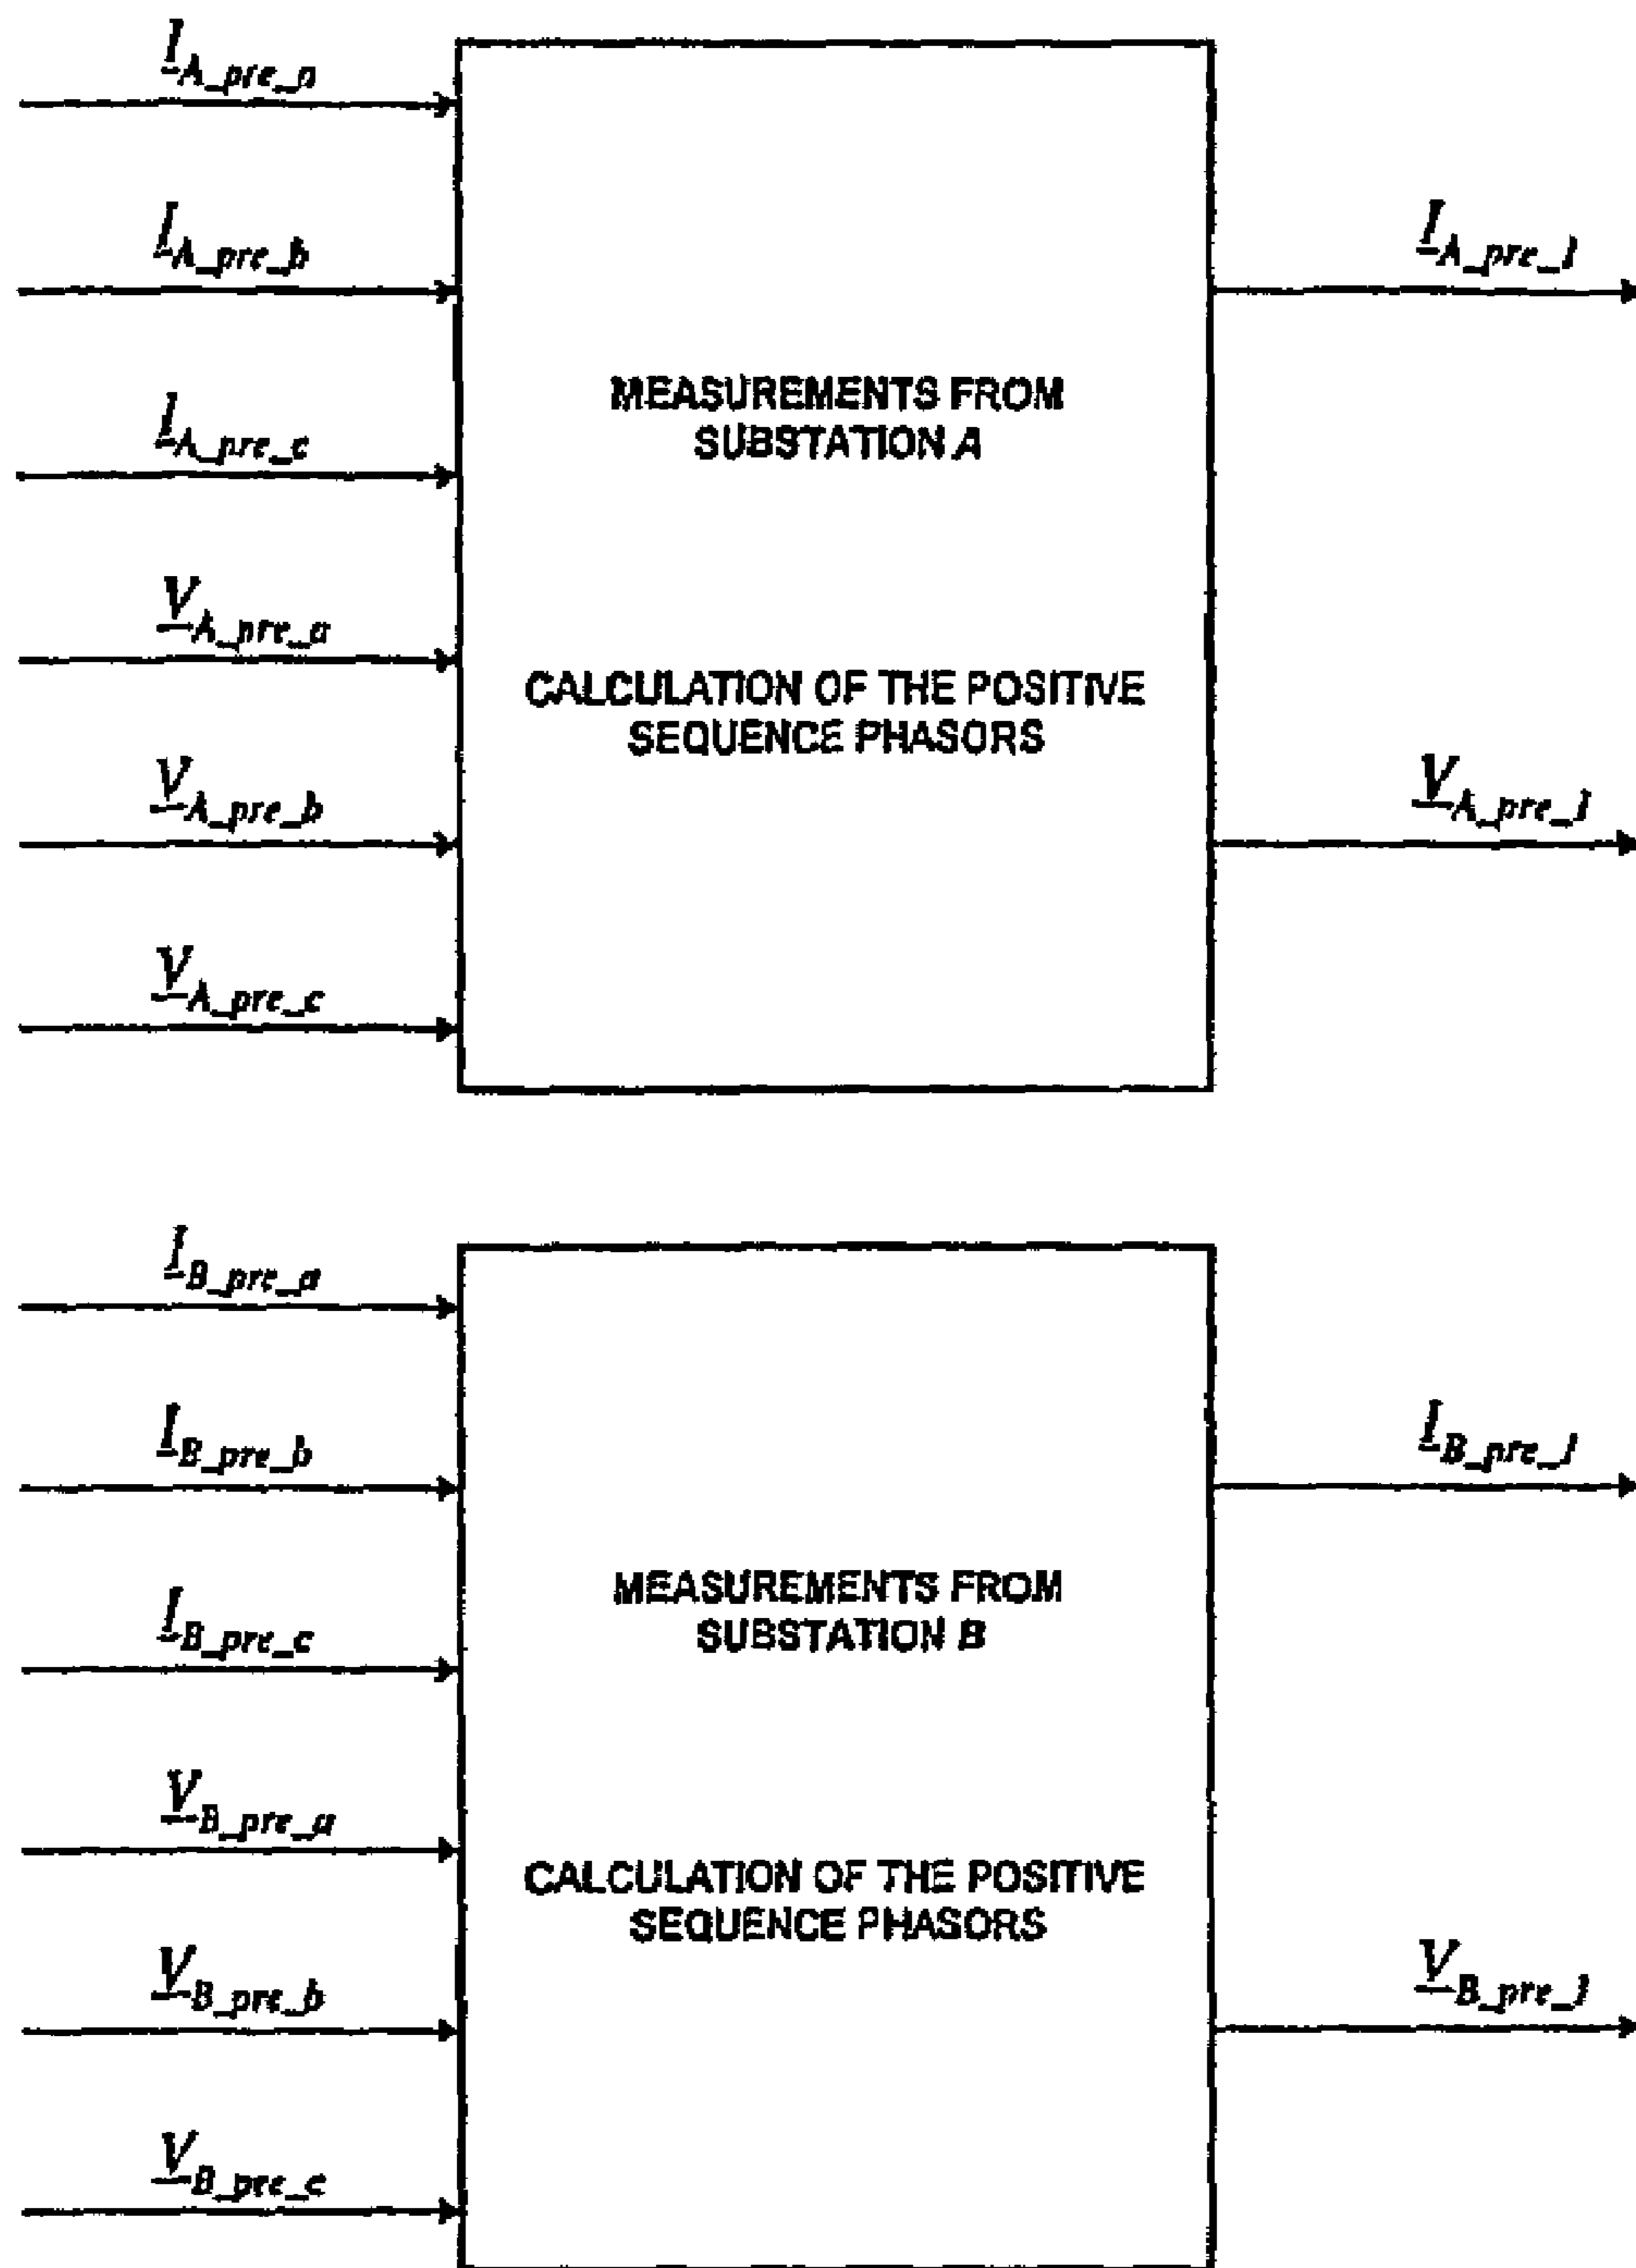 I_A_pre_a
I_A_pre_b
I_A_pre_c
V_A_pre_a
V_A_pre_b
V_A_pre_c
MEASUREMENTS FROM
SUBSTATION A
CALCULATION OF THE POSITIVE
SEQUENCE PHASORS
I_A_pre_1
V_A_pre_1
I_B_pre_a
I_B_pre_b
I_B_pre_c
V_B_pre_a
V_B_pre_b
V_B_pre_c
MEASUREMENTS FROM
SUBSTATION B
CALCULATION OF THE POSITIVE
SEQUENCE PHASORS
I_B_pre_1
V_B_pre_1